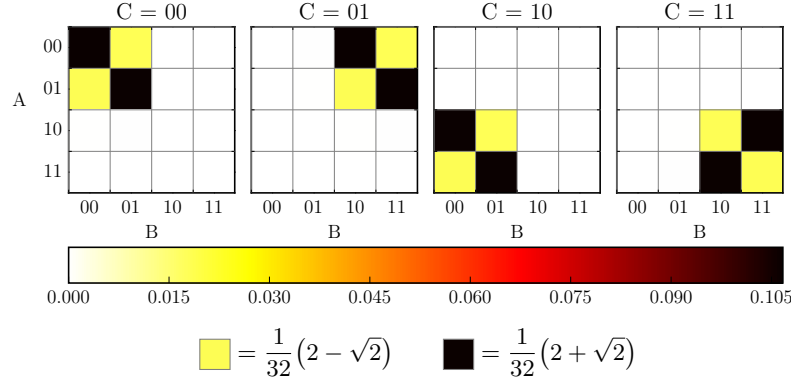 C = 00 C = 01 C = 10 C = 11
00
01
A
10
11
00 01 10 11 00 01 10 11 00 01 10 11 00 01 10 11
B B B B
0.000 0.015 0.030 0.045 0.060 0.075 0.090 0.105
= 1/32 (2 − √2) = 1/32 (2 + √2)